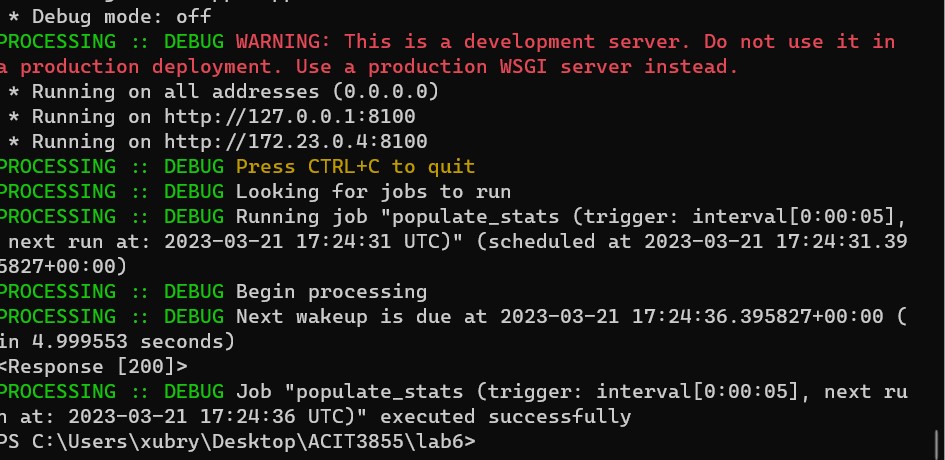 * Debug mode: off
PROCESSING :: DEBUG WARNING: This is a development server. Do not use it in
a production deployment. Use a production WSGI server instead.
* Running on all addresses (0.0.0.0)
* Running on http://127.0.0.1:8100
* Running on http://172.23.0.4:8100
PROCESSING :: DEBUG Press CTRL+C to quit
PROCESSING :: DEBUG Looking for jobs to run
PROCESSING :: DEBUG Running job "populate_stats (trigger: interval[0:00:05],
next run at: 2023-03-21 17:24:31 UTC)" (scheduled at 2023-03-21 17:24:31.39
5827+00:00)
PROCESSING :: DEBUG Begin processing
PROCESSING :: DEBUG Next wakeup is due at 2023-03-21 17:24:36.395827+00:00 (
in 4.999553 seconds)
<Response [200]>
PROCESSING :: DEBUG Job "populate_stats (trigger: interval[0:00:05], next ru
n at: 2023-03-21 17:24:36 UTC)" executed successfully
PS C:\Users\xubry\Desktop\ACIT3855\lab6>